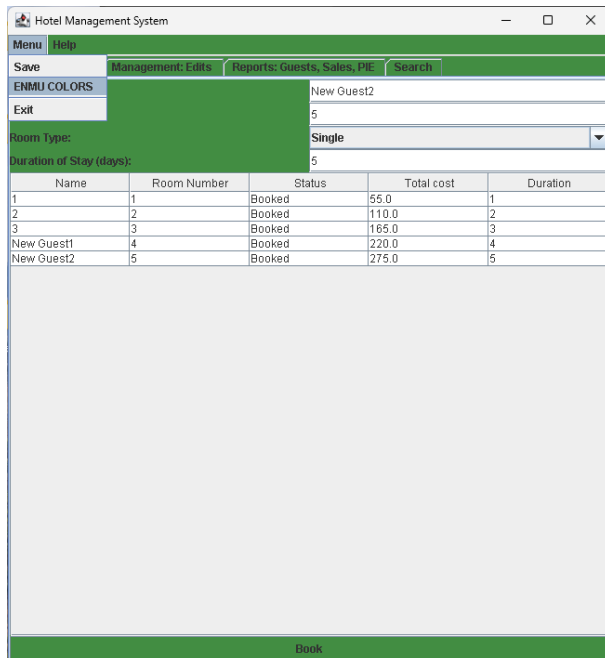 Hotel Management System
Menu Help
Save Management: Edits Reports: Guests, Sales, PIE Search
ENMU COLORS New Guest2
Exit 5
Room Type: Single
Duration of Stay (days): 5
Name Room Number Status Total cost Duration
1 1 Booked 55.0 1
2 2 Booked 110.0 2
3 3 Booked 165.0 3
New Guest1 4 Booked 220.0 4
New Guest2 5 Booked 275.0 5
Book